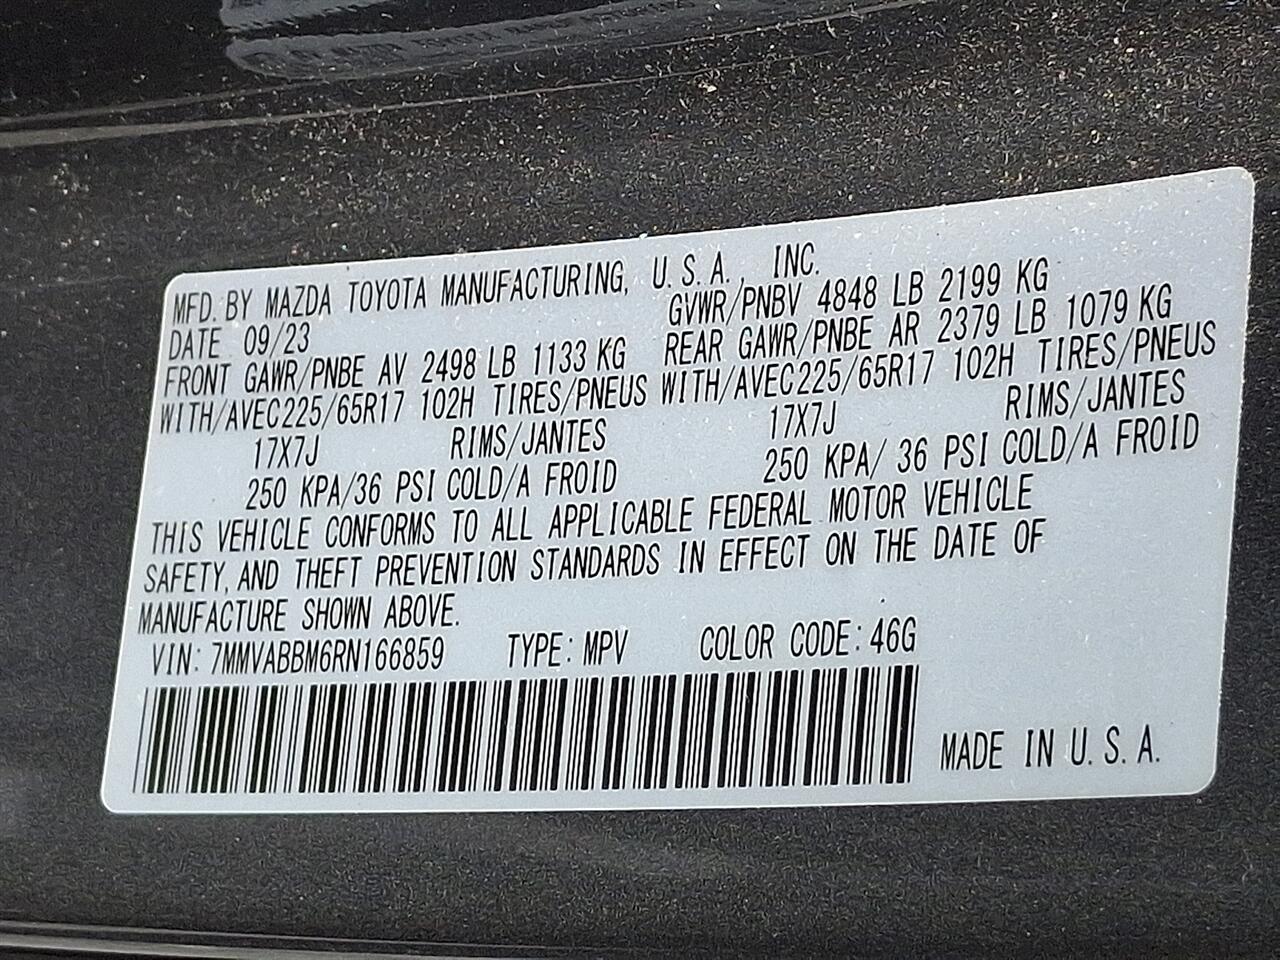 MFD. BY MAZDA TOYOTA MANUFACTURING, U.S.A., INC.
DATE 09/23 GVWR/PNBV 4848 LB 2199 KG
FRONT GAWR/PNBE AV 2498 LB 1133 KG REAR GAWR/PNBE AR 2379 LB 1079 KG
WITH/AVEC225/65R17 102H TIRES/PNEUS WITH/AVEC225/65R17 102H TIRES/PNEUS
17X7J RIMS/JANTES 17X7J RIMS/JANTES
250 KPA/36 PSI COLD/A FROID 250 KPA/ 36 PSI COLD/A FROID
THIS VEHICLE CONFORMS TO ALL APPLICABLE FEDERAL MOTOR VEHICLE
SAFETY, AND THEFT PREVENTION STANDARDS IN EFFECT ON THE DATE OF
MANUFACTURE SHOWN ABOVE.
VIN: 7MMVABBM6RN166859 TYPE: MPV COLOR CODE: 46G
MADE IN U.S.A.